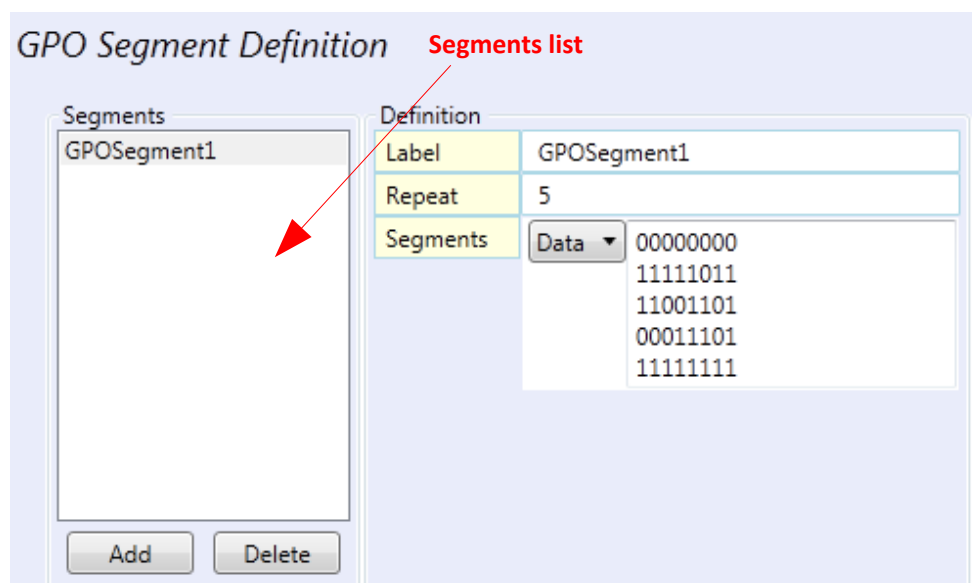 GPO Segment Definition
Segments list
Segments
GPOSegment1
Add
Delete
Definition
Label
GPOSegment1
Repeat
5
Segments
Data
00000000
11111011
11001101
00011101
11111111